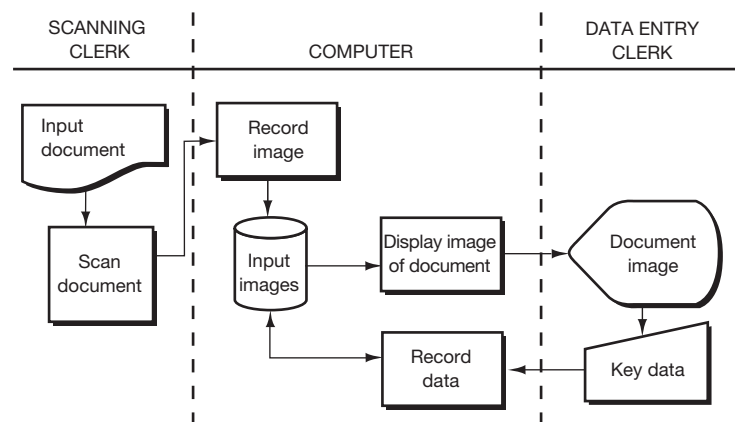 SCANNING
CLERK
COMPUTER
DATA ENTRY
CLERK
Input
document
Record
image
Scan
document
Input
images
Display image
of document
Document
image
Record
data
Key data